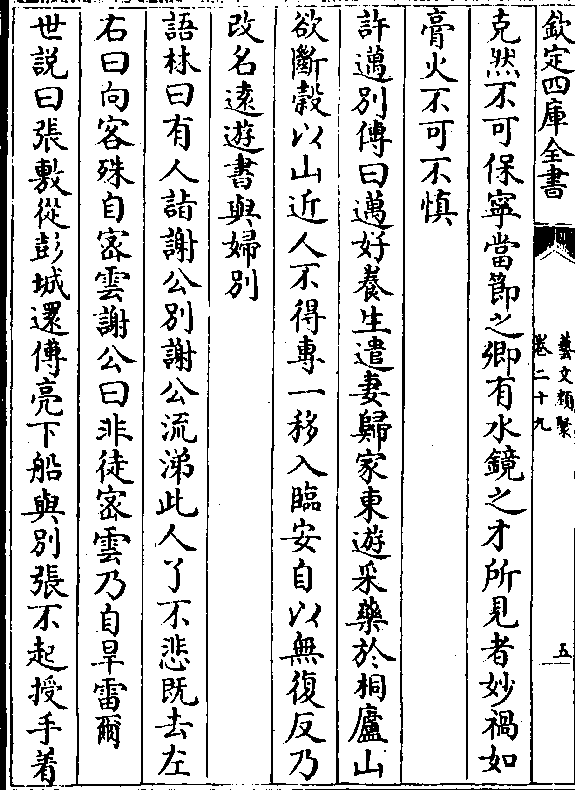 欽定四庫全書
藝文類聚
卷二十九
五
克然不可保寧當節之卿有水鏡之才所見者妙禍如
膏火不可不慎
許邁別傳曰邁好養生遣妻歸家東遊采藥於桐廬山
欲斷穀以山近人不得專一移入臨安自以無復反乃
改名遠遊書與婦別
語林曰有人詣謝公別謝公流涕此人了不悲既去左
右曰向客殊自宻雲謝公曰非徒宻雲乃自旱雷爾
世說曰張敷從彭城還傅亮下船與別張不起授手着